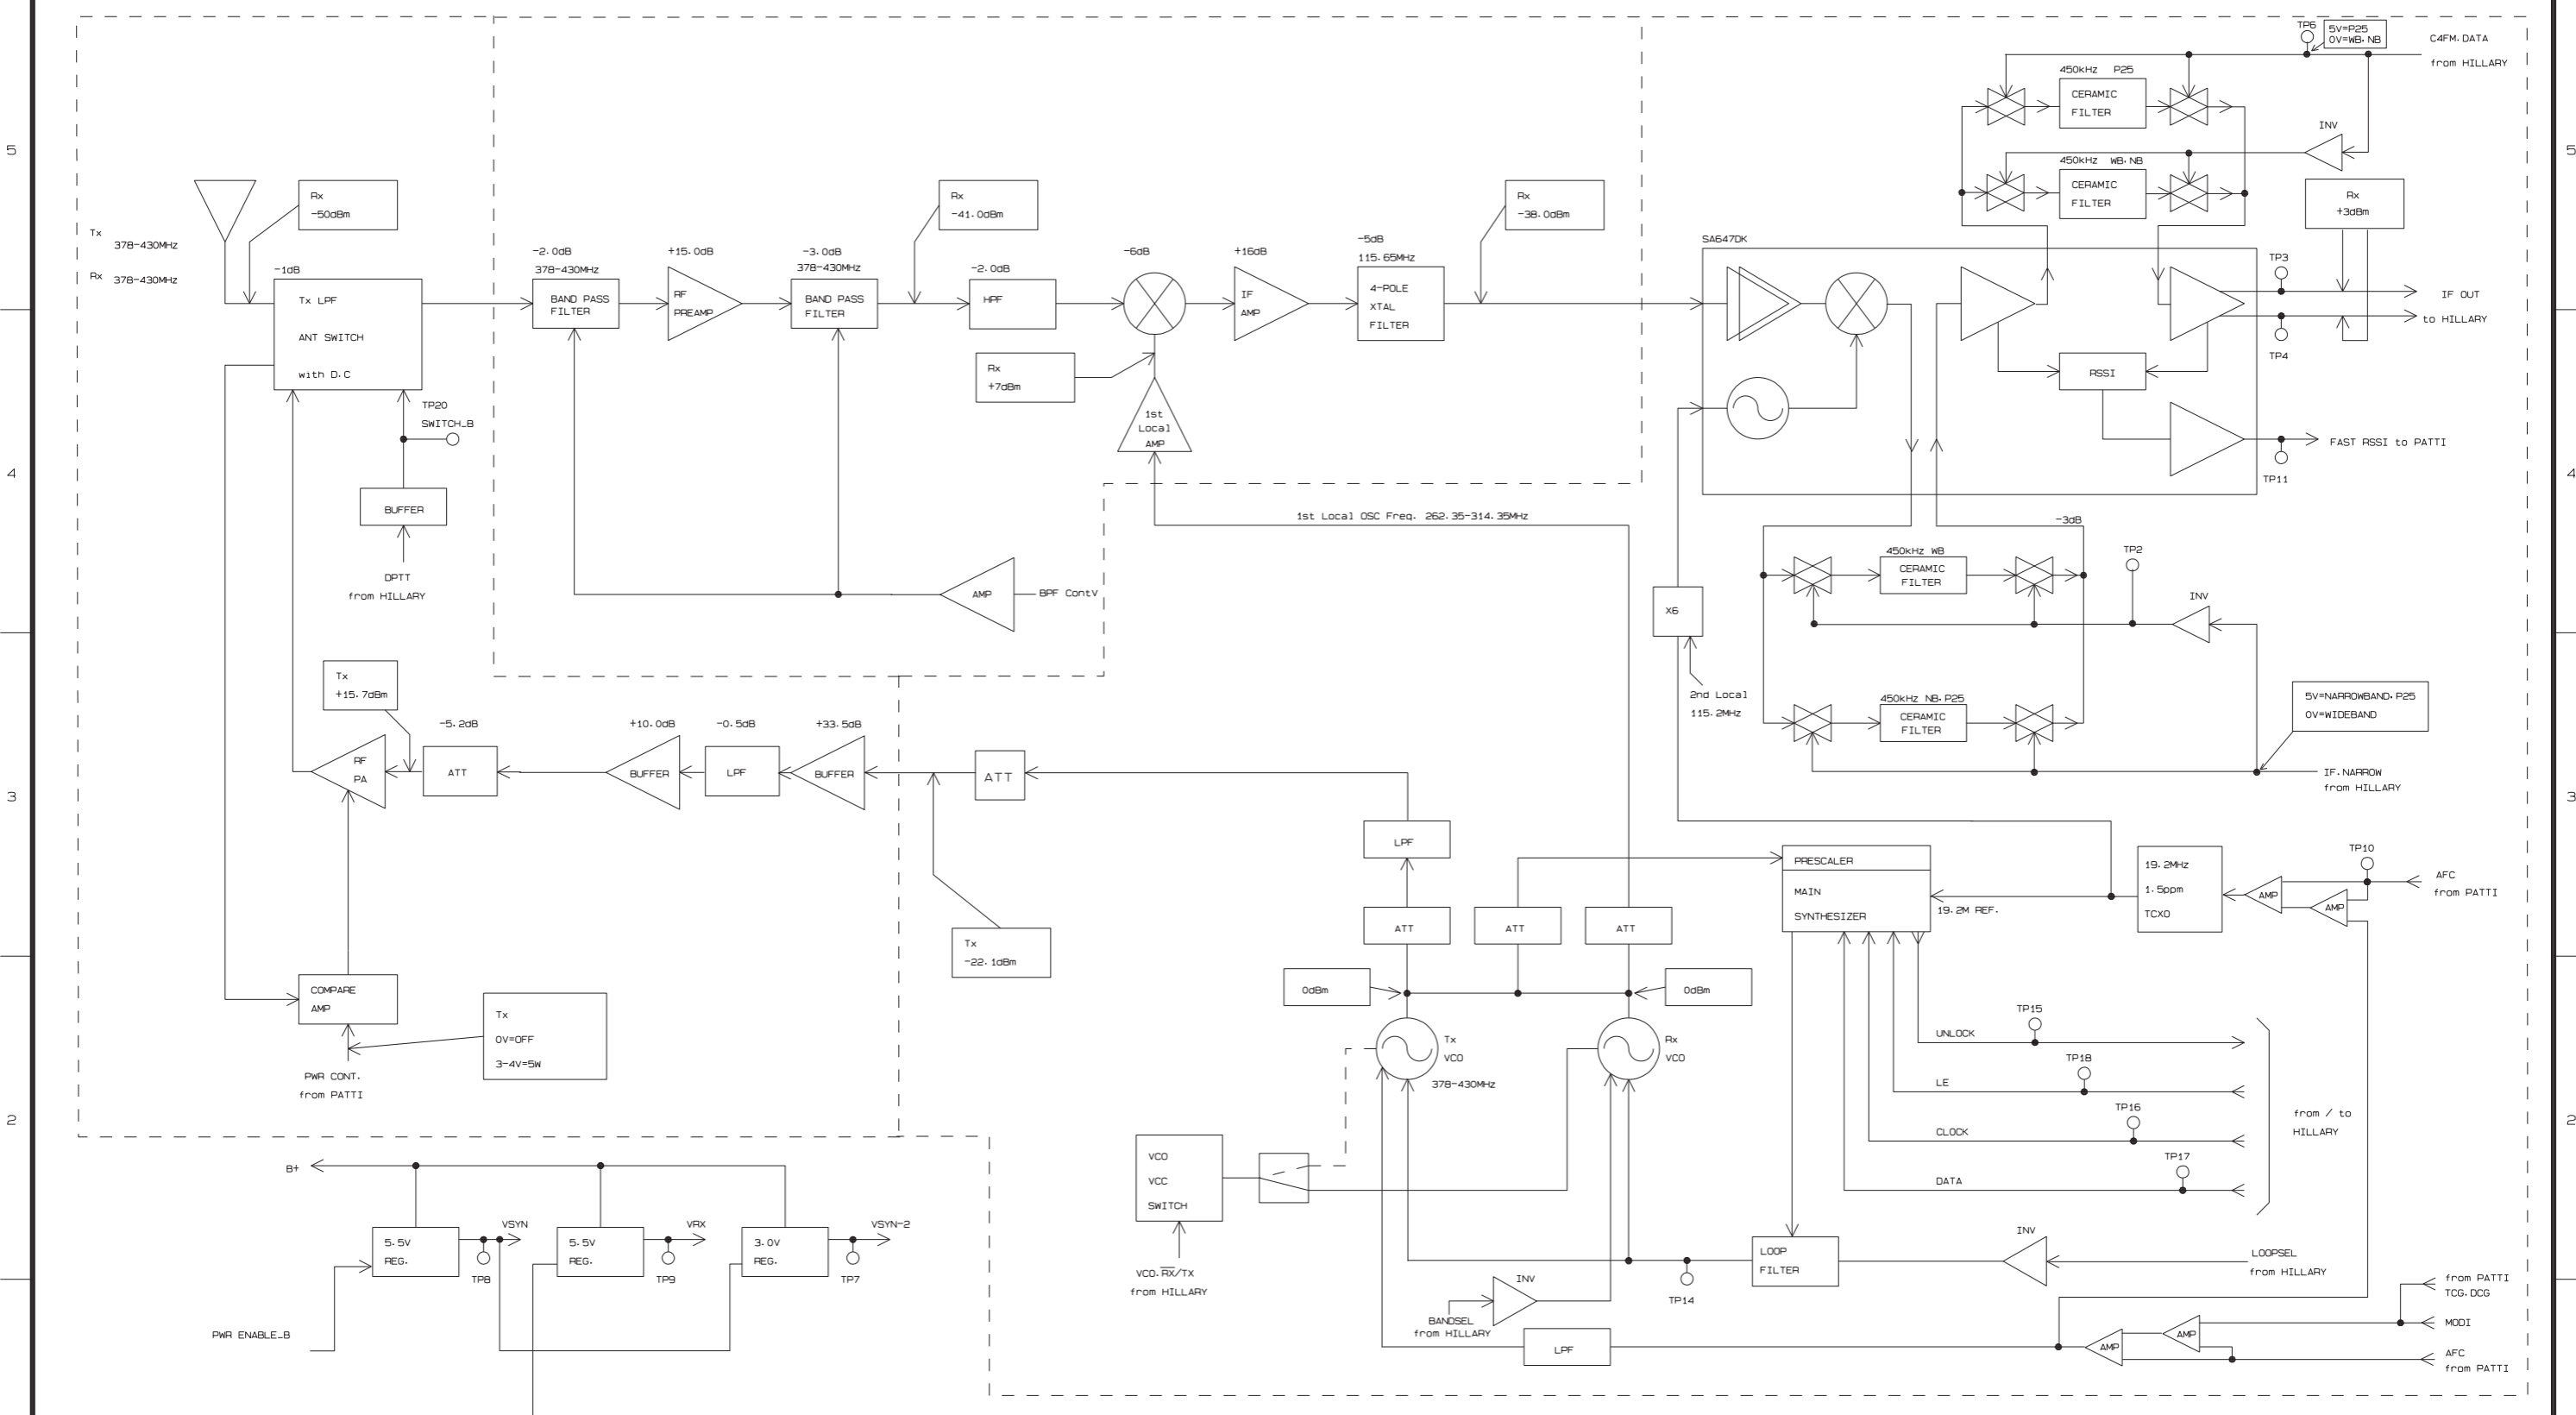 5
5
4
4
3
3
2
2
Tx 378-430MHz
Rx 378-430MHz
Rx
-50dBm
-1dB
Tx LPF
ANT SWITCH
with D.C
TP20
SWITCH_B
BUFFER
DPTT
from HILLARY
-2.0dB
378-430MHz
BAND PASS
FILTER
+15.0dB
RF
PREAMP
-3.0dB
378-430MHz
BAND PASS
FILTER
Rx
-41.0dBm
-2.0dB
HPF
-6dB
Rx
+7dBm
1st
Local
AMP
+16dB
IF
AMP
-5dB
115.65MHz
4-POLE
XTAL
FILTER
Rx
-38.0dBm
AMP
BPF ContV
1st Local OSC Freq. 262.35-314.35MHz
TP6
5V=P25
0V=WB.NB
C4FM.DATA
from HILLARY
450kHz P25
CERAMIC
FILTER
INV
450kHz WB.NB
CERAMIC
FILTER
Rx
+3dBm
SA647DK
TP3
IF OUT
to HILLARY
TP4
RSSI
FAST RSSI to PATTI
TP11
-3dB
450kHz WB
CERAMIC
FILTER
TP2
INV
X6
2nd Local
115.2MHz
450kHz NB.P25
CERAMIC
FILTER
5V=NARROWBAND.P25
0V=WIDEBAND
IF.NARROW
from HILLARY
Tx
+15.7dBm
RF
PA
-5.2dB
ATT
+10.0dB
BUFFER
-0.5dB
LPF
+33.5dB
BUFFER
ATT
Tx
-22.1dBm
COMPARE
AMP
Tx
0V=OFF
3-4V=5W
PWR CONT.
from PATTI
LPF
ATT
ATT
ATT
0dBm
0dBm
Tx
VCO
378-430MHz
Rx
VCO
PRESCALER
MAIN
SYNTHESIZER
19.2M REF.
19.2MHz
1.5ppm
TCXO
AMP
AMP
TP10
AFC
from PATTI
TP15
UNLOCK
TP18
LE
TP16
CLOCK
TP17
DATA
from / to
HILLARY
VCO
VCC
SWITCH
VCO.RX/TX
from HILLARY
LOOP
FILTER
INV
LOOPSEL
from HILLARY
TP14
INV
BANDSEL
from HILLARY
LPF
AMP
AMP
from PATTI
TCG.DCG
MODI
AFC
from PATTI
B+
5.5V
REG.
VSYN
TP8
5.5V
REG.
VRX
TP9
3.0V
REG.
VSYN-2
TP7
PWR ENABLE_B